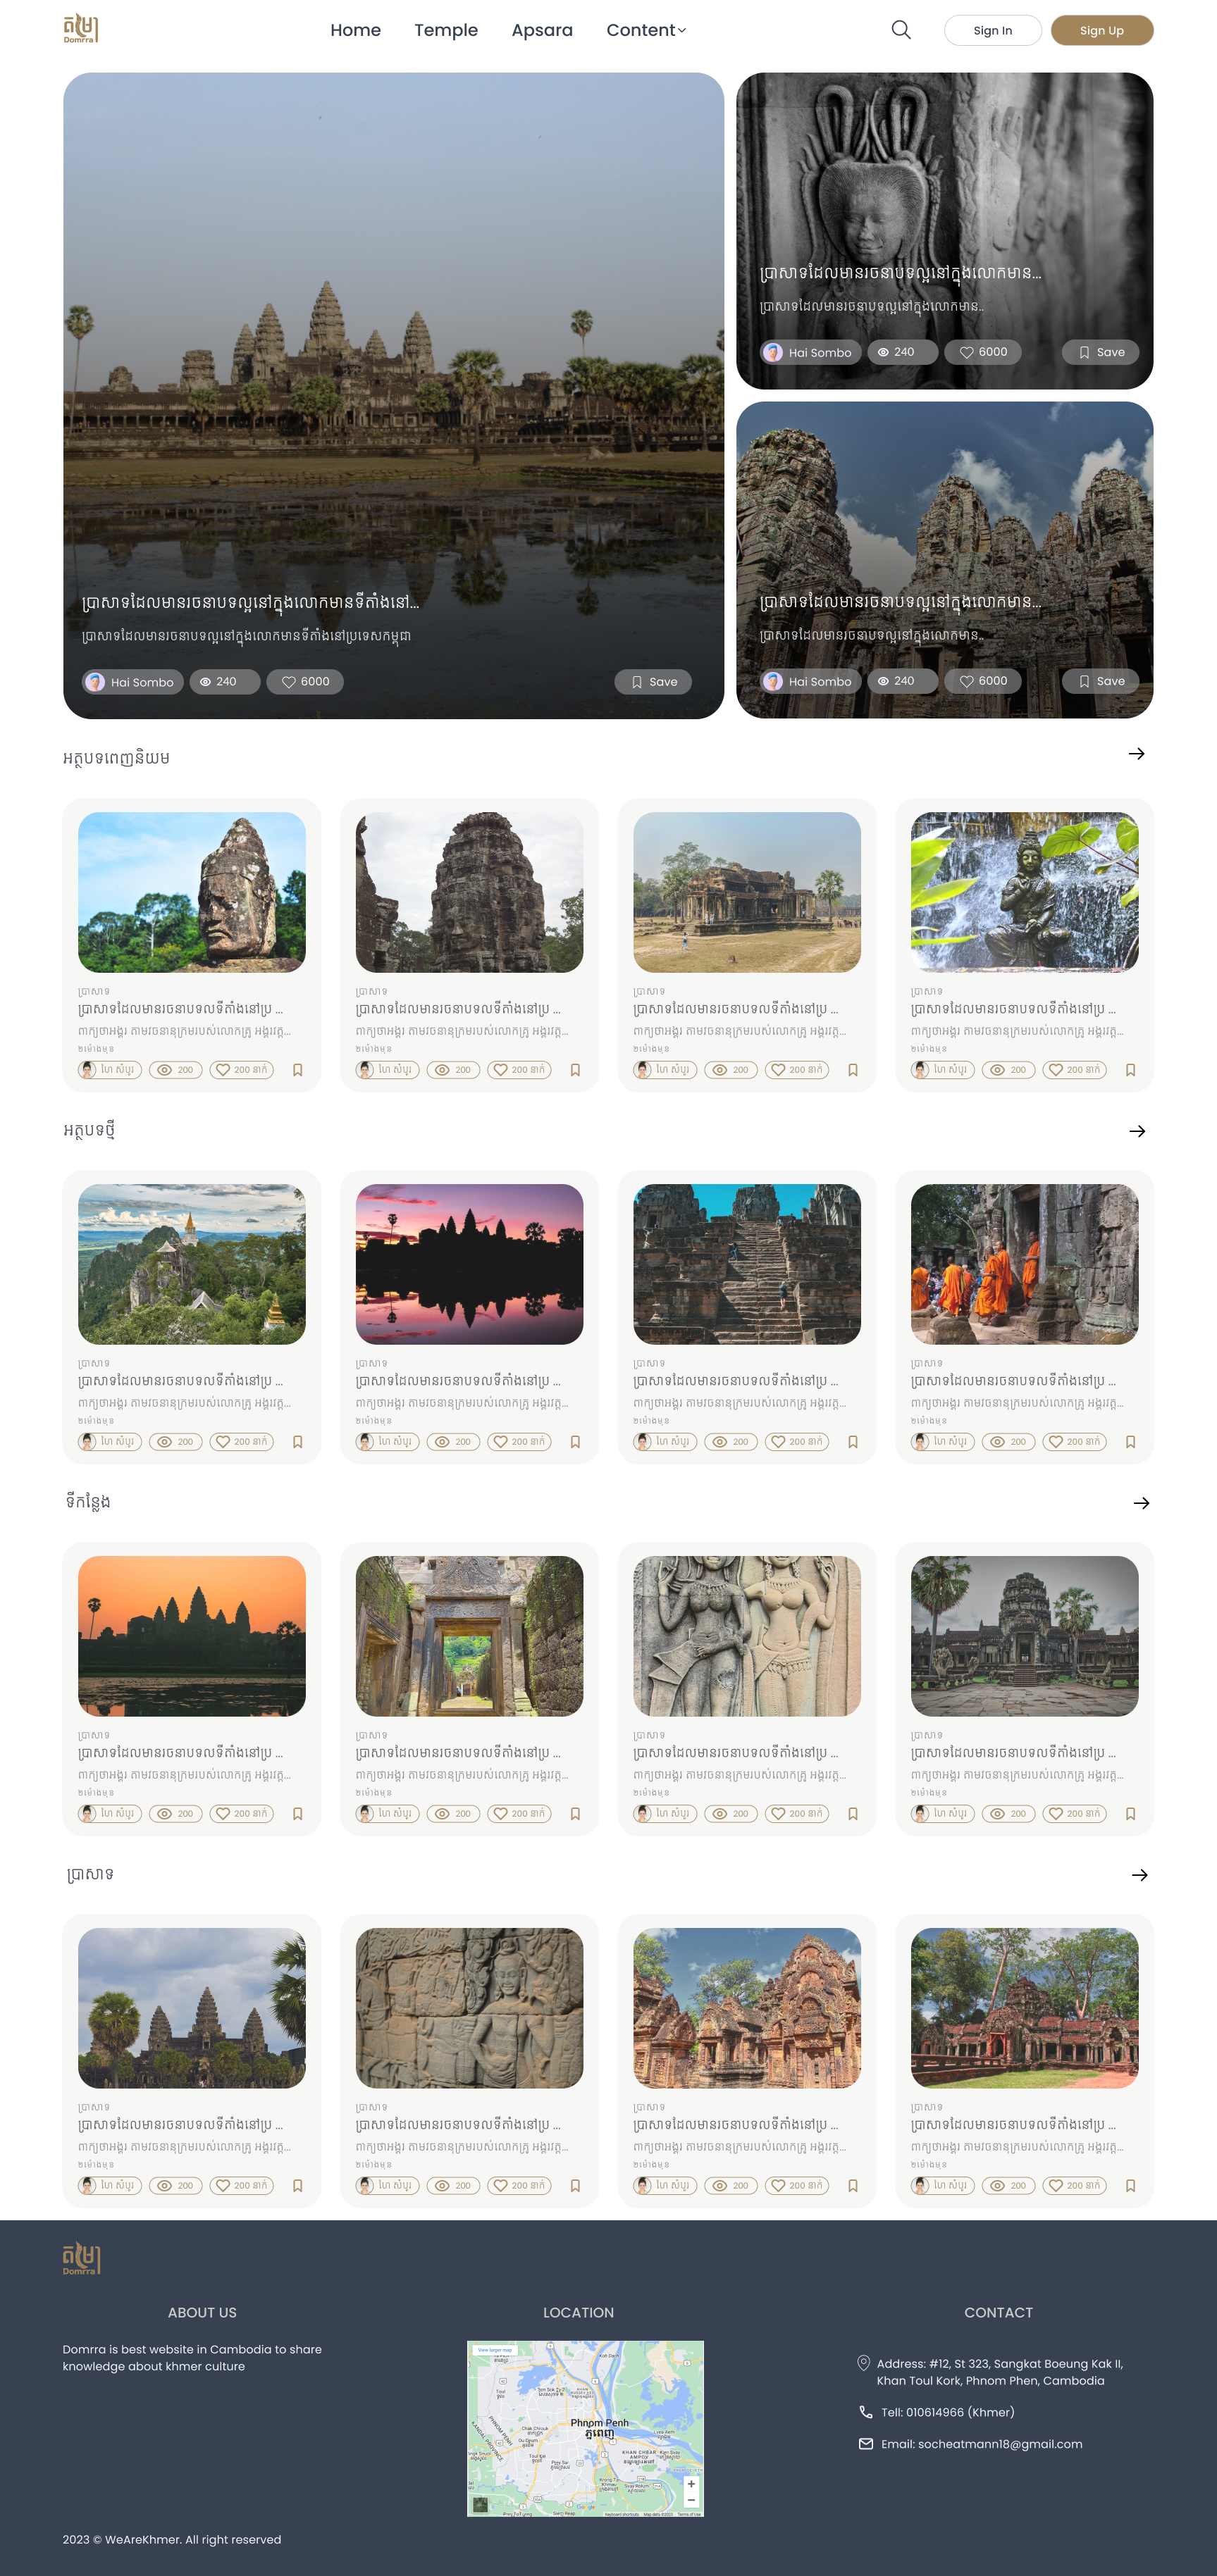 តម្រា
Domrra
Home
Temple
Apsara
Content
Sign In
Sign Up
ប្រាសាទដែលមានរចនាបទល្អនៅក្នុងលោកមានទីតាំងនៅ...
ប្រាសាទដែលមានរចនាបទល្អនៅក្នុងលោកមានទីតាំងនៅប្រទេសកម្ពុជា
Hai Sombo 240 6000 Save
ប្រាសាទដែលមានរចនាបទល្អនៅក្នុងលោកមាន...
ប្រាសាទដែលមានរចនាបទល្អនៅក្នុងលោកមាន..
Hai Sombo 240 6000 Save
ប្រាសាទដែលមានរចនាបទល្អនៅក្នុងលោកមាន...
ប្រាសាទដែលមានរចនាបទល្អនៅក្នុងលោកមាន..
Hai Sombo 240 6000 Save
អត្ថបទពេញនិយម
ប្រាសាទ
ប្រាសាទដែលមានរចនាបទលទីតាំងនៅប្រ ...
ពាក្យថាអង្គរ តាមវចនានុក្រមរបស់លោកគ្រូ អង្គរវត្ត...
២ម៉ោងមុន
ហៃ សំបូរ 200 200 នាក់
ប្រាសាទ
ប្រាសាទដែលមានរចនាបទលទីតាំងនៅប្រ ...
ពាក្យថាអង្គរ តាមវចនានុក្រមរបស់លោកគ្រូ អង្គរវត្ត...
២ម៉ោងមុន
ហៃ សំបូរ 200 200 នាក់
ប្រាសាទ
ប្រាសាទដែលមានរចនាបទលទីតាំងនៅប្រ ...
ពាក្យថាអង្គរ តាមវចនានុក្រមរបស់លោកគ្រូ អង្គរវត្ត...
២ម៉ោងមុន
ហៃ សំបូរ 200 200 នាក់
ប្រាសាទ
ប្រាសាទដែលមានរចនាបទលទីតាំងនៅប្រ ...
ពាក្យថាអង្គរ តាមវចនានុក្រមរបស់លោកគ្រូ អង្គរវត្ត...
២ម៉ោងមុន
ហៃ សំបូរ 200 200 នាក់
អត្ថបទថ្មី
ប្រាសាទ
ប្រាសាទដែលមានរចនាបទលទីតាំងនៅប្រ ...
ពាក្យថាអង្គរ តាមវចនានុក្រមរបស់លោកគ្រូ អង្គរវត្ត...
២ម៉ោងមុន
ហៃ សំបូរ 200 200 នាក់
ប្រាសាទ
ប្រាសាទដែលមានរចនាបទលទីតាំងនៅប្រ ...
ពាក្យថាអង្គរ តាមវចនានុក្រមរបស់លោកគ្រូ អង្គរវត្ត...
២ម៉ោងមុន
ហៃ សំបូរ 200 200 នាក់
ប្រាសាទ
ប្រាសាទដែលមានរចនាបទលទីតាំងនៅប្រ ...
ពាក្យថាអង្គរ តាមវចនានុក្រមរបស់លោកគ្រូ អង្គរវត្ត...
២ម៉ោងមុន
ហៃ សំបូរ 200 200 នាក់
ប្រាសាទ
ប្រាសាទដែលមានរចនាបទលទីតាំងនៅប្រ ...
ពាក្យថាអង្គរ តាមវចនានុក្រមរបស់លោកគ្រូ អង្គរវត្ត...
២ម៉ោងមុន
ហៃ សំបូរ 200 200 នាក់
ទីកន្លែង
ប្រាសាទ
ប្រាសាទដែលមានរចនាបទលទីតាំងនៅប្រ ...
ពាក្យថាអង្គរ តាមវចនានុក្រមរបស់លោកគ្រូ អង្គរវត្ត...
២ម៉ោងមុន
ហៃ សំបូរ 200 200 នាក់
ប្រាសាទ
ប្រាសាទដែលមានរចនាបទលទីតាំងនៅប្រ ...
ពាក្យថាអង្គរ តាមវចនានុក្រមរបស់លោកគ្រូ អង្គរវត្ត...
២ម៉ោងមុន
ហៃ សំបូរ 200 200 នាក់
ប្រាសាទ
ប្រាសាទដែលមានរចនាបទលទីតាំងនៅប្រ ...
ពាក្យថាអង្គរ តាមវចនានុក្រមរបស់លោកគ្រូ អង្គរវត្ត...
២ម៉ោងមុន
ហៃ សំបូរ 200 200 នាក់
ប្រាសាទ
ប្រាសាទដែលមានរចនាបទលទីតាំងនៅប្រ ...
ពាក្យថាអង្គរ តាមវចនានុក្រមរបស់លោកគ្រូ អង្គរវត្ត...
២ម៉ោងមុន
ហៃ សំបូរ 200 200 នាក់
ប្រាសាទ
ប្រាសាទ
ប្រាសាទដែលមានរចនាបទលទីតាំងនៅប្រ ...
ពាក្យថាអង្គរ តាមវចនានុក្រមរបស់លោកគ្រូ អង្គរវត្ត...
២ម៉ោងមុន
ហៃ សំបូរ 200 200 នាក់
ប្រាសាទ
ប្រាសាទដែលមានរចនាបទលទីតាំងនៅប្រ ...
ពាក្យថាអង្គរ តាមវចនានុក្រមរបស់លោកគ្រូ អង្គរវត្ត...
២ម៉ោងមុន
ហៃ សំបូរ 200 200 នាក់
ប្រាសាទ
ប្រាសាទដែលមានរចនាបទលទីតាំងនៅប្រ ...
ពាក្យថាអង្គរ តាមវចនានុក្រមរបស់លោកគ្រូ អង្គរវត្ត...
២ម៉ោងមុន
ហៃ សំបូរ 200 200 នាក់
ប្រាសាទ
ប្រាសាទដែលមានរចនាបទលទីតាំងនៅប្រ ...
ពាក្យថាអង្គរ តាមវចនានុក្រមរបស់លោកគ្រូ អង្គរវត្ត...
២ម៉ោងមុន
ហៃ សំបូរ 200 200 នាក់
តម្រា
Domrra
ABOUT US
Domrra is best website in Cambodia to share
knowledge about khmer culture
LOCATION
View larger map
Phnom Penh
ភ្នំពេញ
Google
CONTACT
Address: #12, St 323, Sangkat Boeung Kak II,
Khan Toul Kork, Phnom Phen, Cambodia
Tell: 010614966 (Khmer)
Email: socheatmann18@gmail.com
2023 © WeAreKhmer. All right reserved